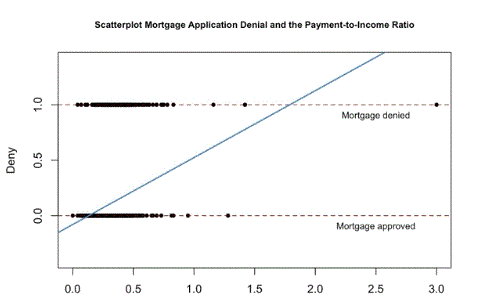 Scatterplot Mortgage Application Denial and the Payment-to-Income Ratio
Deny
1.0
Mortgage denied
0.5
0.0
Mortgage approved
0.0 0.5 1.0 1.5 2.0 2.5 3.0